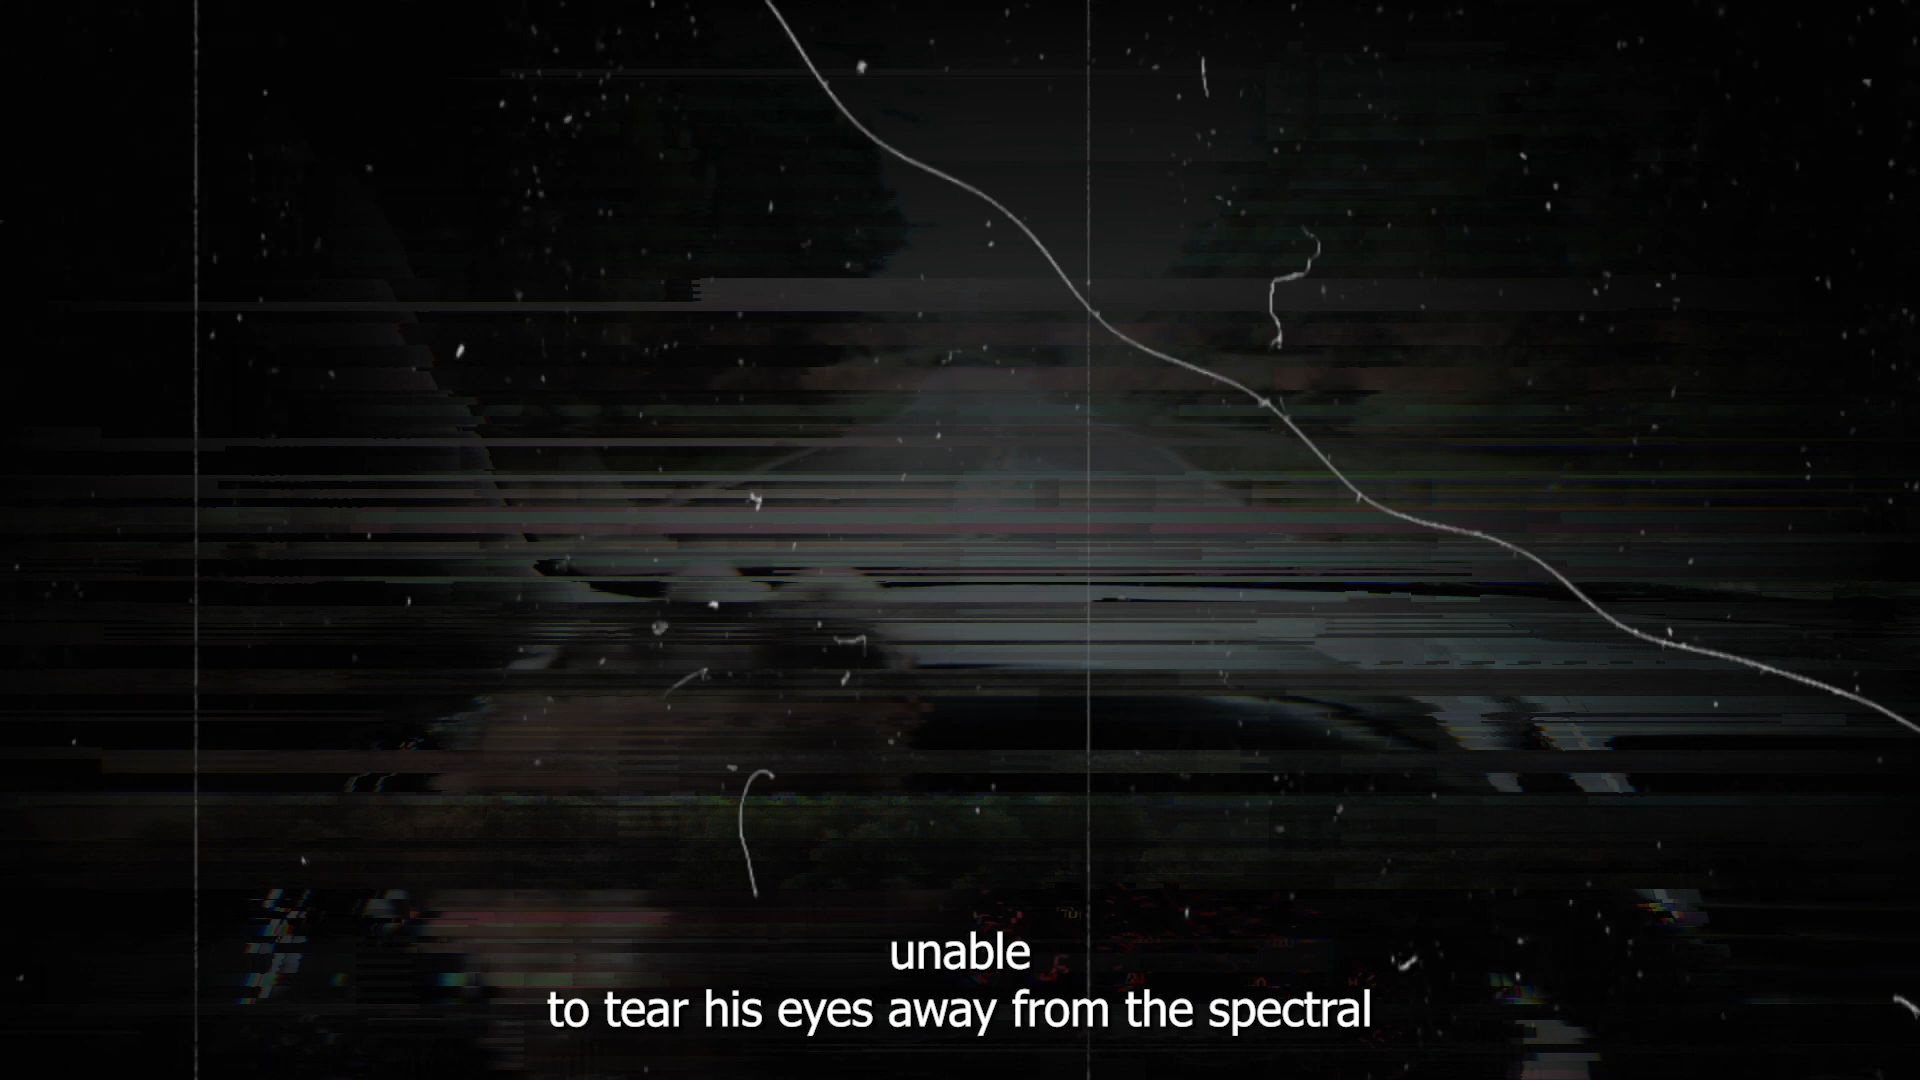 unable
to tear his eyes away from the spectral